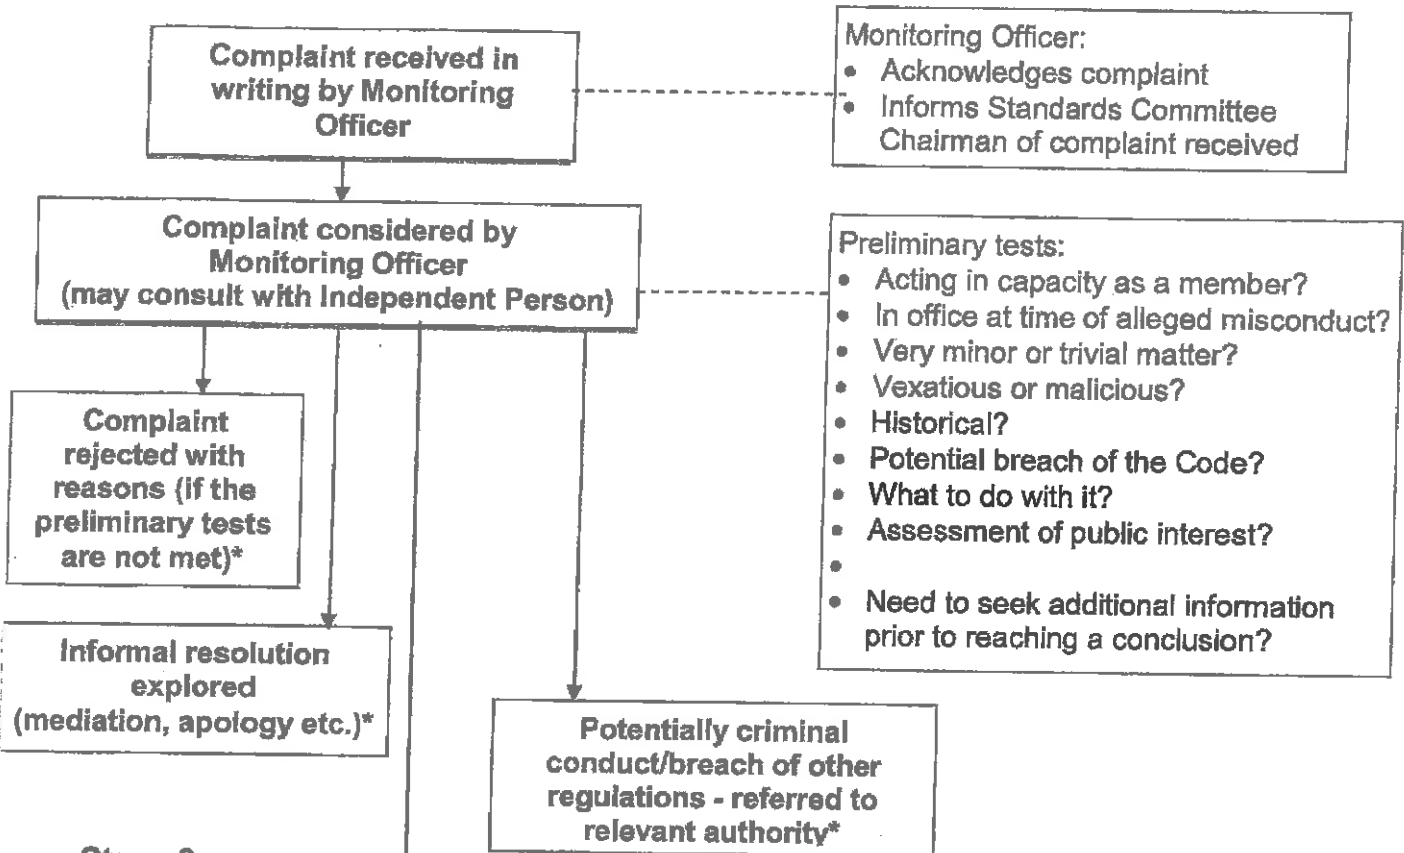 Complaint received in
writing by Monitoring
Officer
Monitoring Officer:
• Acknowledges complaint
• Informs Standards Committee
Chairman of complaint received
Complaint considered by
Monitoring Officer
(may consult with Independent Person)
Preliminary tests:
• Acting in capacity as a member?
• In office at time of alleged misconduct?
• Very minor or trivial matter?
• Vexatious or malicious?
• Historical?
• Potential breach of the Code?
• What to do with it?
• Assessment of public interest?
•
• Need to seek additional information
prior to reaching a conclusion?
Complaint
rejected with
reasons (if the
preliminary tests
are not met)*
Informal resolution
explored
(mediation, apology etc.)*
Potentially criminal
conduct/breach of other
regulations - referred to
relevant authority*